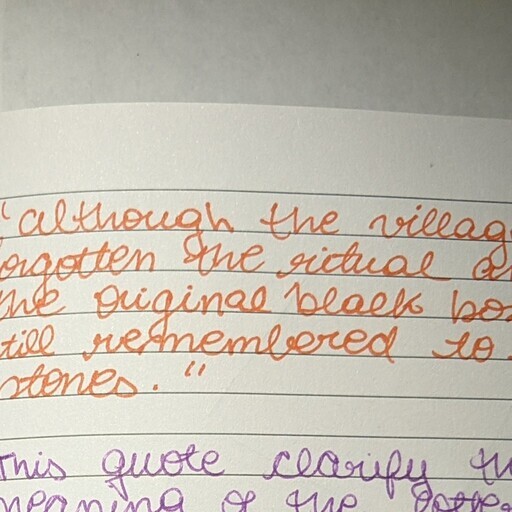 "although the villag
orgotten the ritual a
the original black bo
till remembered to
stones."
This quote clarify th
meaning of the